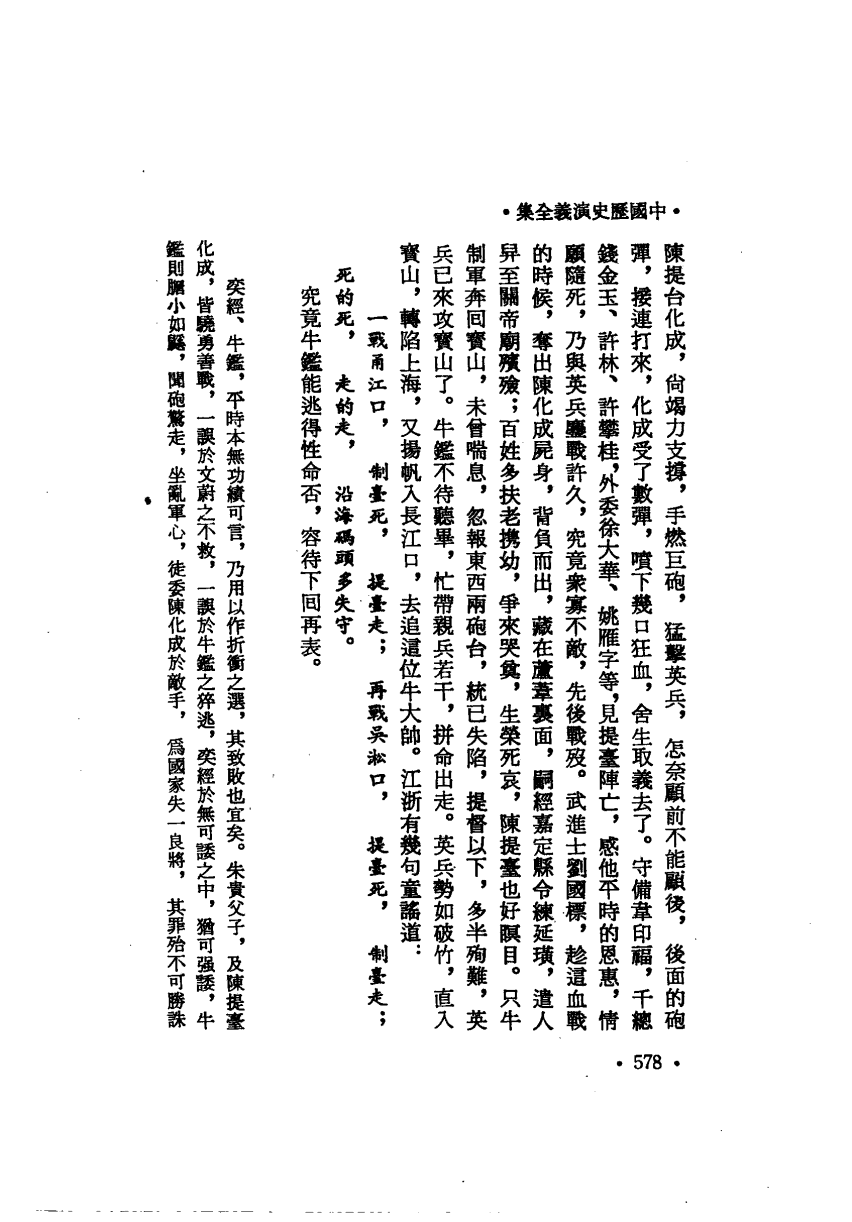 •中國歷史演義全集•
陳提台化成，尙竭力支撐，手燃巨砲，猛擊英兵，怎奈顧前不能顧後，後面的砲
彈，接連打來，化成受了數彈，噴下幾口狂血，舍生取義去了。守備韋印福，千總
錢金玉、許林、許攀桂，外委徐大華、姚雁字等，見提臺陣亡，感他平時的恩惠，情
願隨死，乃與英兵鏖戰許久，究竟衆寡不敵，先後戰歿。武進士劉國標，趁這血戰
的時候，奪出陳化成屍身，背負而出，藏在蘆葦裏面，嗣經嘉定縣令練延璜，遣人
舁至關帝廟殯殮；百姓多扶老携幼，爭來哭奠，生榮死哀，陳提臺也好瞑目。只牛
制軍奔回寶山，未曾喘息，忽報東西兩砲台，統已失陷，提督以下，多半殉難，英
兵已來攻寶山了。牛鑑不待聽畢，忙帶親兵若干，拼命出走。英兵勢如破竹，直入
寶山，轉陷上海，又揚帆入長江口，去追這位牛大帥。江浙有幾句童謠道：
一戰甬江口，制臺死，提臺走；再戰吳淞口，提臺死，制臺走；
死的死，走的走，沿海碼頭多失守。
究竟牛鑑能逃得性命否，容待下回再表。
奕經、牛鑑，平時本無功績可言，乃用以作折衝之選，其致敗也宜矣。朱貴父子，及陳提臺
化成，皆驍勇善戰，一誤於文蔚之不救，一誤於牛鑑之猝逃，奕經於無可諉之中，猶可强諉，牛
鑑則膽小如鼷，聞砲驚走，坐亂軍心，徒委陳化成於敵手，爲國家失一良將，其罪殆不可勝誅
•578•